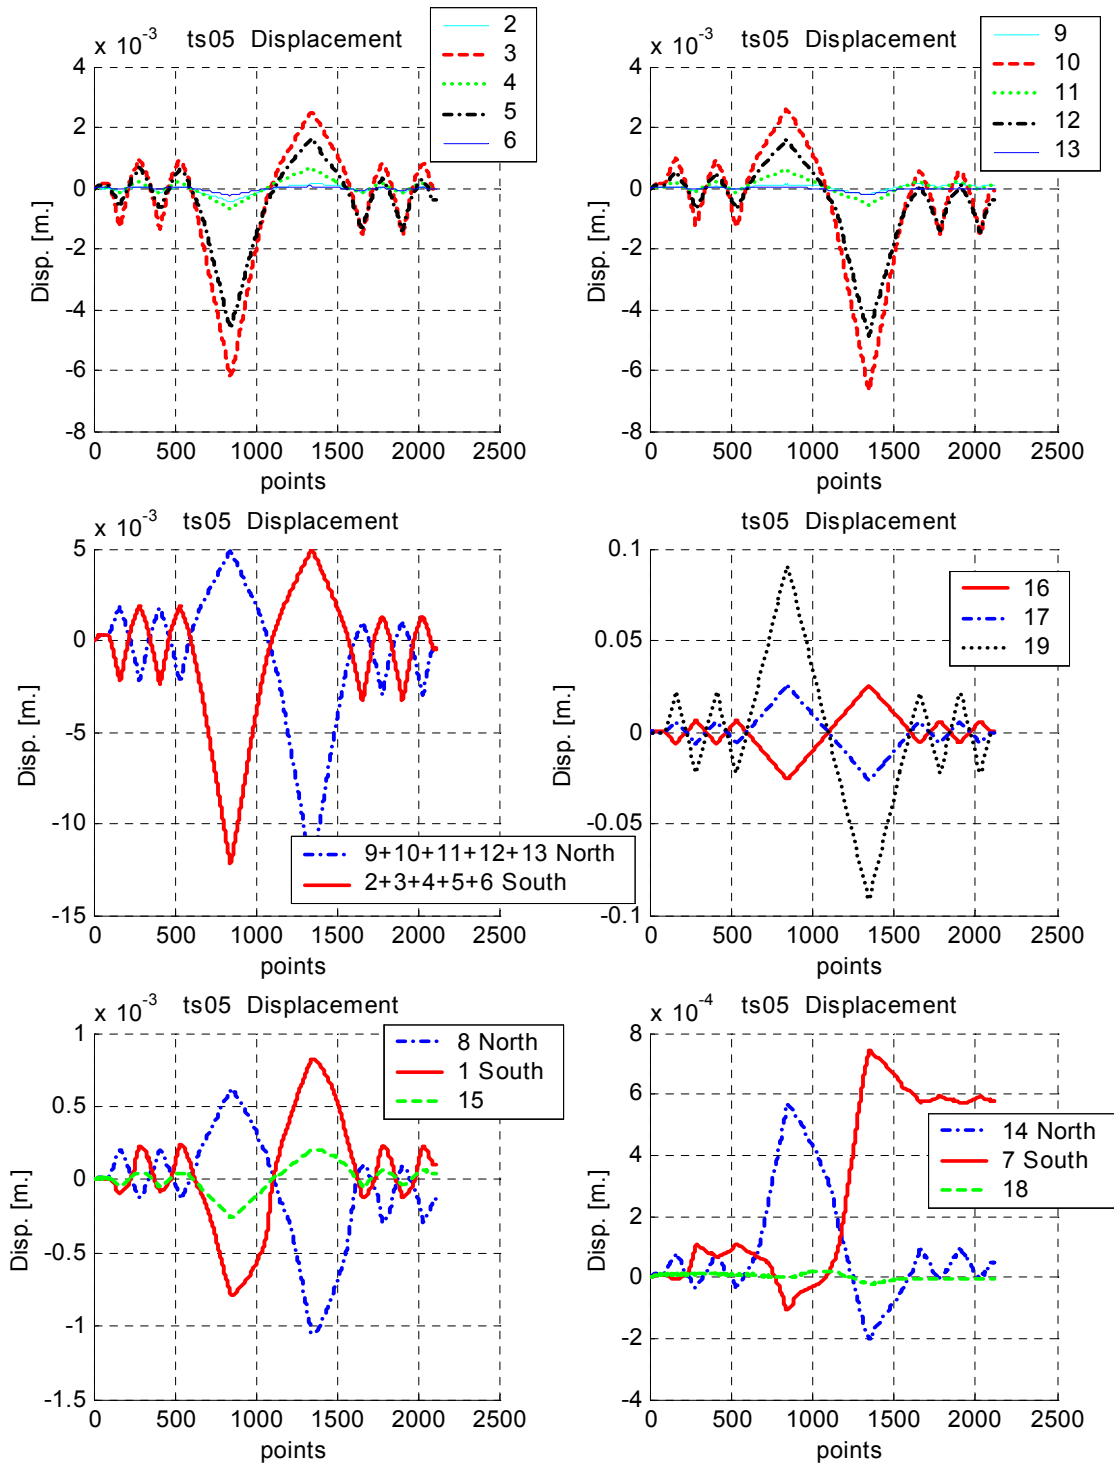 x 10-3 ts05 Displacement
2
3
4
5
6
4
2
0
-2
-4
-6
-8
Disp. [m.]
0 500 1000 1500 2000 2500
points
x 10-3 ts05 Displacement
9
10
11
12
13
4
2
0
-2
-4
-6
-8
Disp. [m.]
0 500 1000 1500 2000 2500
points
x 10-3 ts05 Displacement
5
0
-5
-10
-15
Disp. [m.]
9+10+11+12+13 North
2+3+4+5+6 South
0 500 1000 1500 2000 2500
points
ts05 Displacement
0.1
0.05
0
-0.05
-0.1
Disp. [m.]
16
17
19
0 500 1000 1500 2000 2500
points
x 10-3 ts05 Displacement
1
0.5
0
-0.5
-1
-1.5
Disp. [m.]
8 North
1 South
15
0 500 1000 1500 2000 2500
points
x 10-4 ts05 Displacement
8
6
4
2
0
-2
-4
Disp. [m.]
14 North
7 South
18
0 500 1000 1500 2000 2500
points